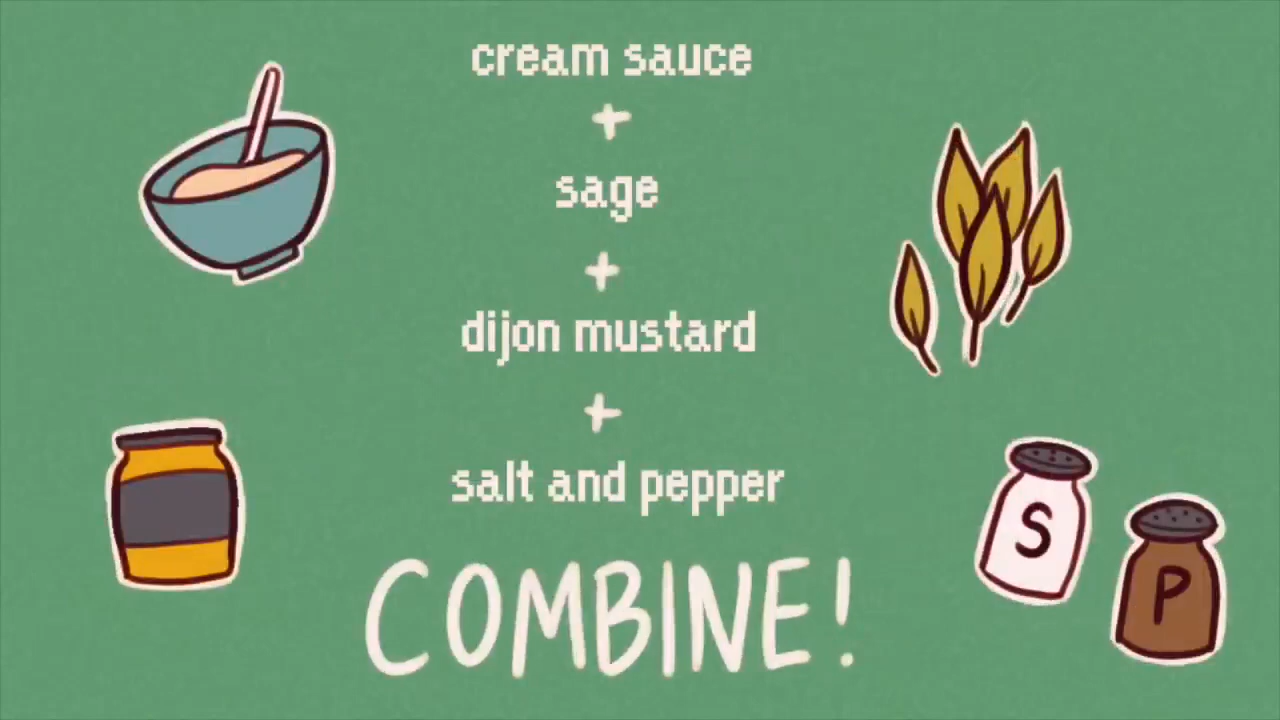 cream sauce
+
sage
+
dijon mustard
+
salt and pepper
COMBINE!
S
P